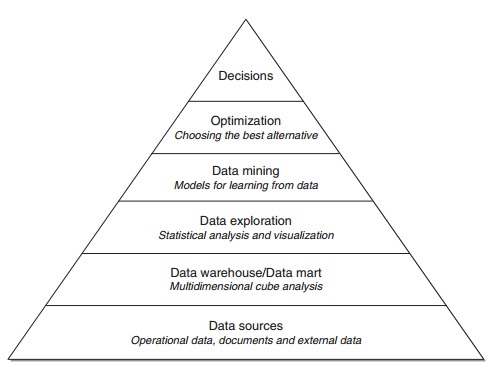 Decisions
Optimization
Choosing the best alternative
Data mining
Models for learning from data
Data exploration
Statistical analysis and visualization
Data warehouse/Data mart
Multidimensional cube analysis
Data sources
Operational data, documents and external data